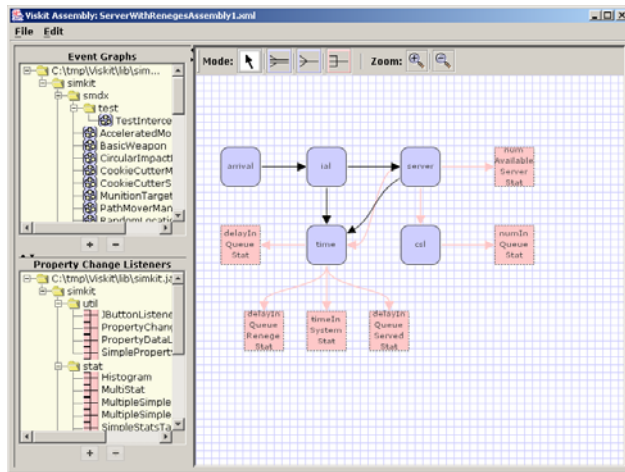 Viskit Assembly: ServerWithRenegesAssembly1.xml
File Edit
Event Graphs
C:\tmp\Viskit\lib\sim...
simkit
smdx
test
TestInterce
AcceleratedMo
BasicWeapon
CircularImpactI
CookieCutterM
CookieCutterS
MunitionTarget
PathMoverMan
RandomLocatio
+ −
Property Change Listeners
C:\tmp\Viskit\lib\simkit.ja
simkit
util
JButtonListene
PropertyChang
PropertyDataL
SimplePropert
stat
Histogram
MultiStat
MultipleSimple
MultipleSimple
SimpleStatsTa
+ −
Mode: Zoom:
arrival
ial
server
num
Available
Server
Stat
delayIn
Queue
Stat
time
csl
numIn
Queue
Stat
delayIn
Queue
Renege
Stat
timeIn
System
Stat
delayIn
Queue
Served
Stat